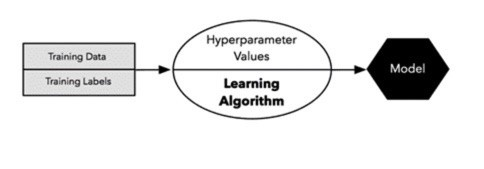 Training Data
Training Labels
Hyperparameter
Values
Learning
Algorithm
Model